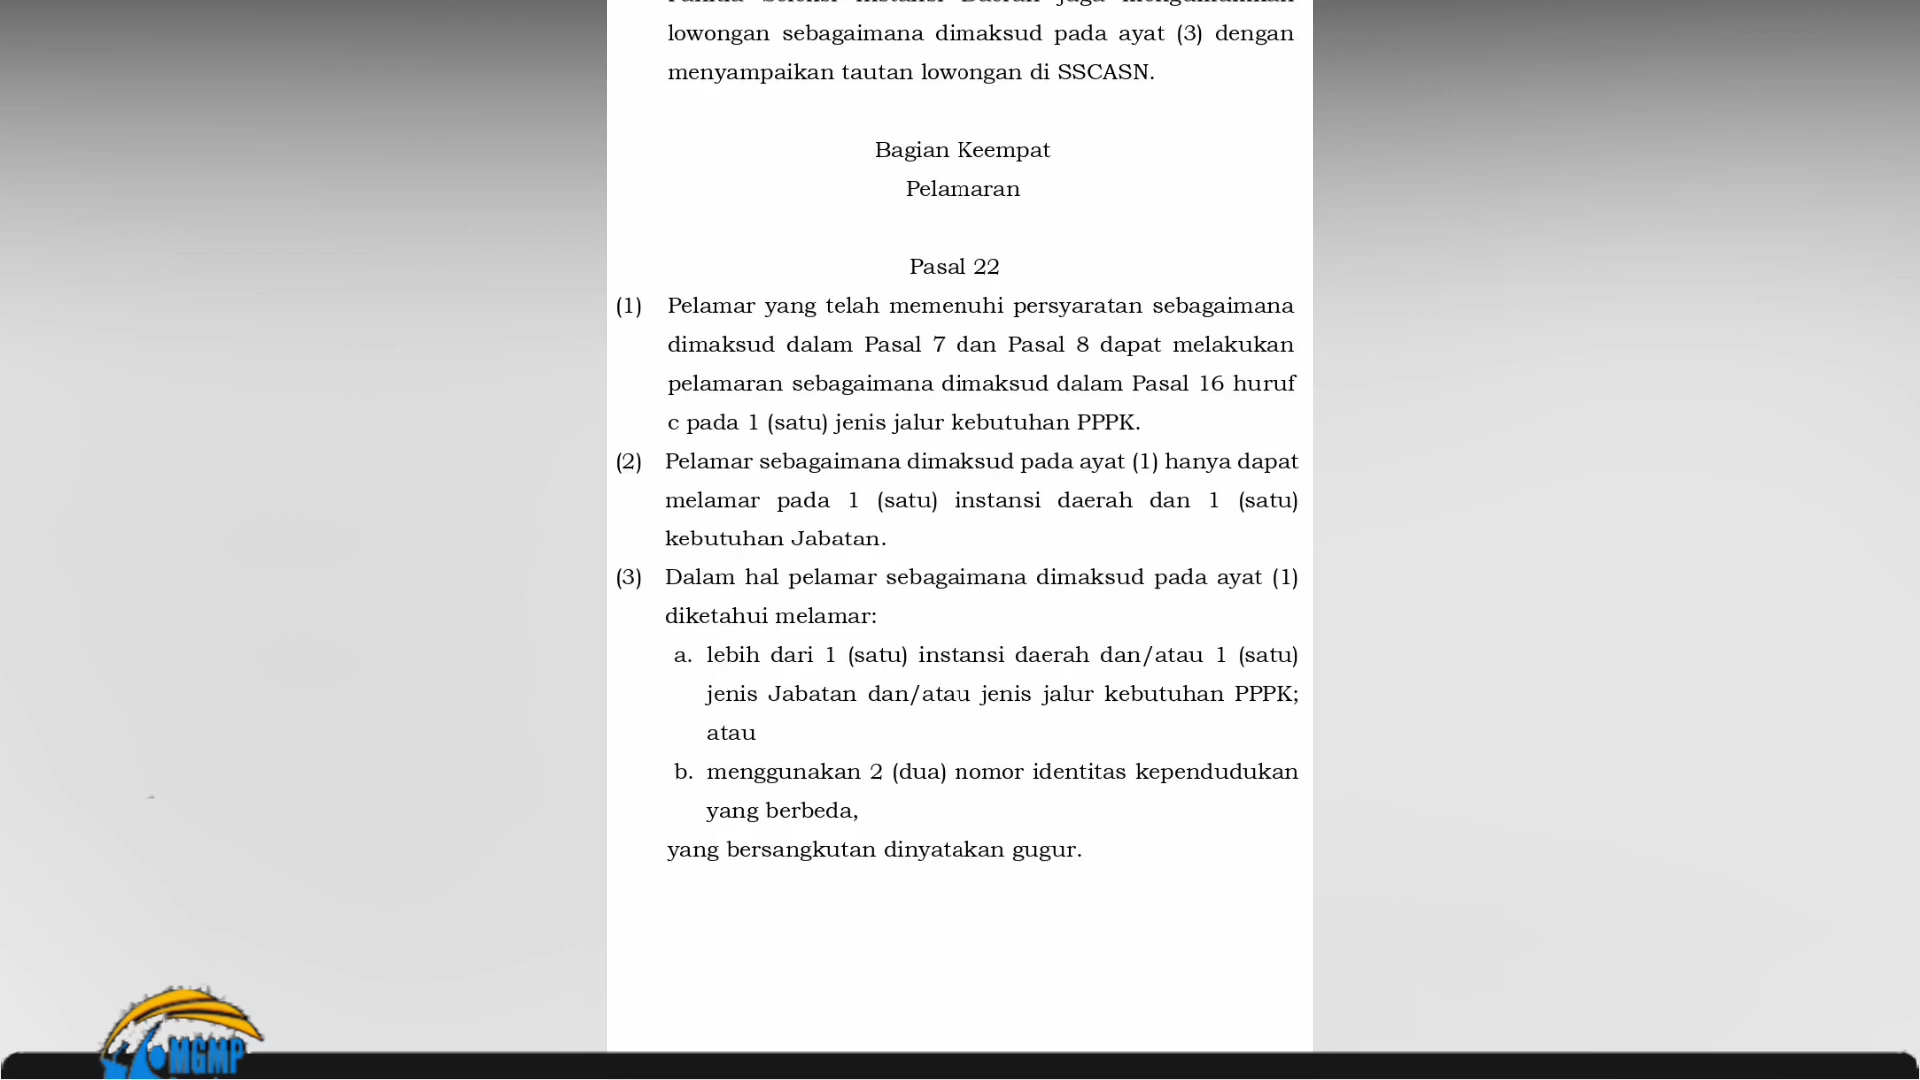 lowongan sebagaimana dimaksud pada ayat (3) dengan
menyampaikan tautan lowongan di SSCASN.
Bagian Keempat
Pelamaran
Pasal 22
(1) Pelamar yang telah memenuhi persyaratan sebagaimana
dimaksud dalam Pasal 7 dan Pasal 8 dapat melakukan
pelamaran sebagaimana dimaksud dalam Pasal 16 huruf
c pada 1 (satu) jenis jalur kebutuhan PPPK.
(2) Pelamar sebagaimana dimaksud pada ayat (1) hanya dapat
melamar pada 1 (satu) instansi daerah dan 1 (satu)
kebutuhan Jabatan.
(3) Dalam hal pelamar sebagaimana dimaksud pada ayat (1)
diketahui melamar:
a. lebih dari 1 (satu) instansi daerah dan/atau 1 (satu)
jenis Jabatan dan/atau jenis jalur kebutuhan PPPK;
atau
b. menggunakan 2 (dua) nomor identitas kependudukan
yang berbeda,
yang bersangkutan dinyatakan gugur.
MGMP